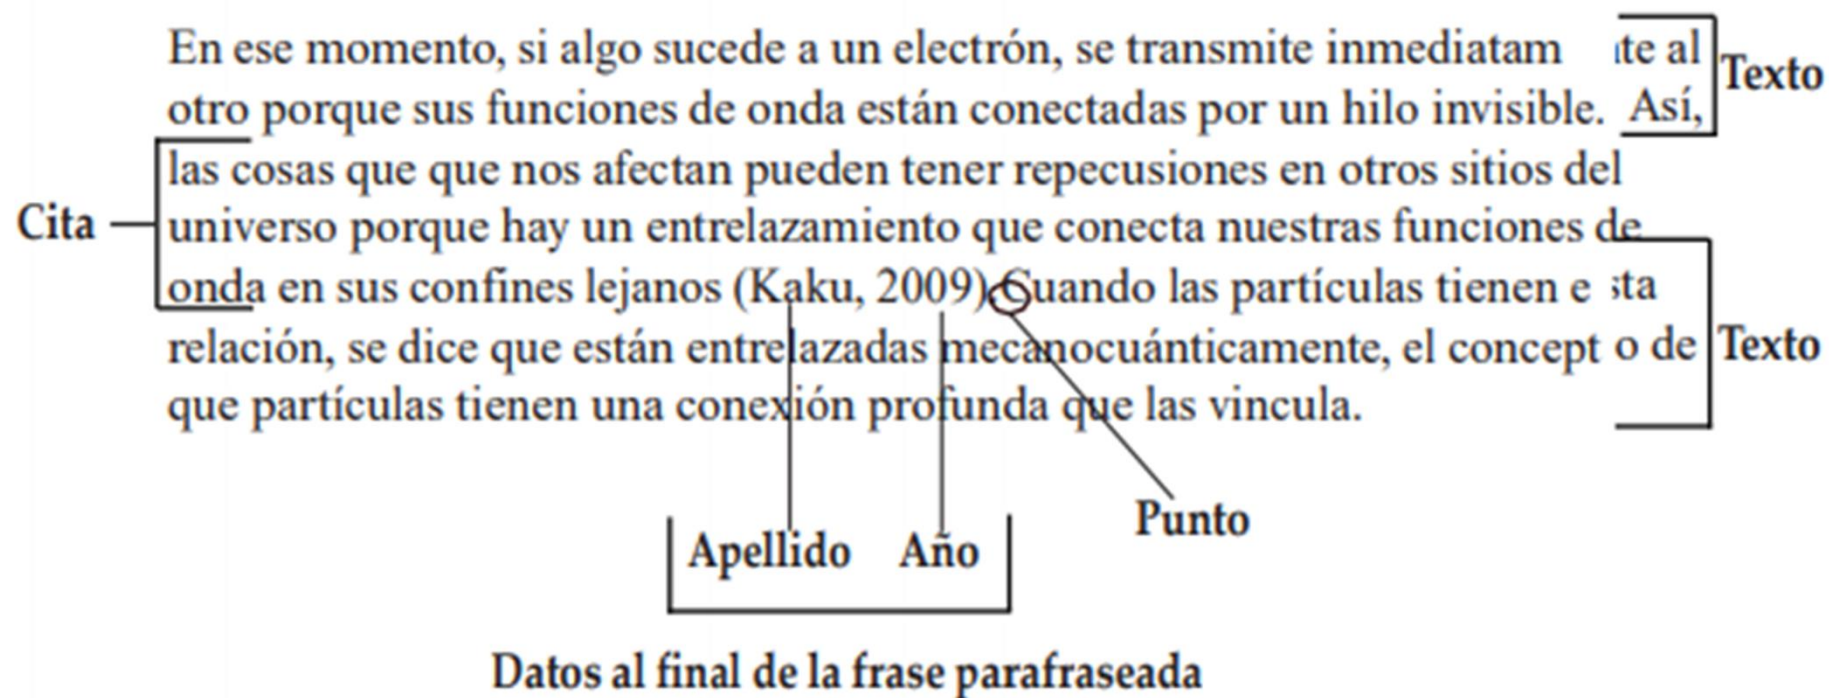 En ese momento, si algo sucede a un electrón, se transmite inmediatam te al
otro porque sus funciones de onda están conectadas por un hilo invisible. Así,
Texto
las cosas que que nos afectan pueden tener repecusiones en otros sitios del
Cita
universo porque hay un entrelazamiento que conecta nuestras funciones de
onda en sus confines lejanos (Kaku, 2009). Cuando las partículas tienen e sta
relación, se dice que están entrelazadas mecanocuánticamente, el concept o de
Texto
que partículas tienen una conexión profunda que las vincula.
Punto
Apellido Año
Datos al final de la frase parafraseada